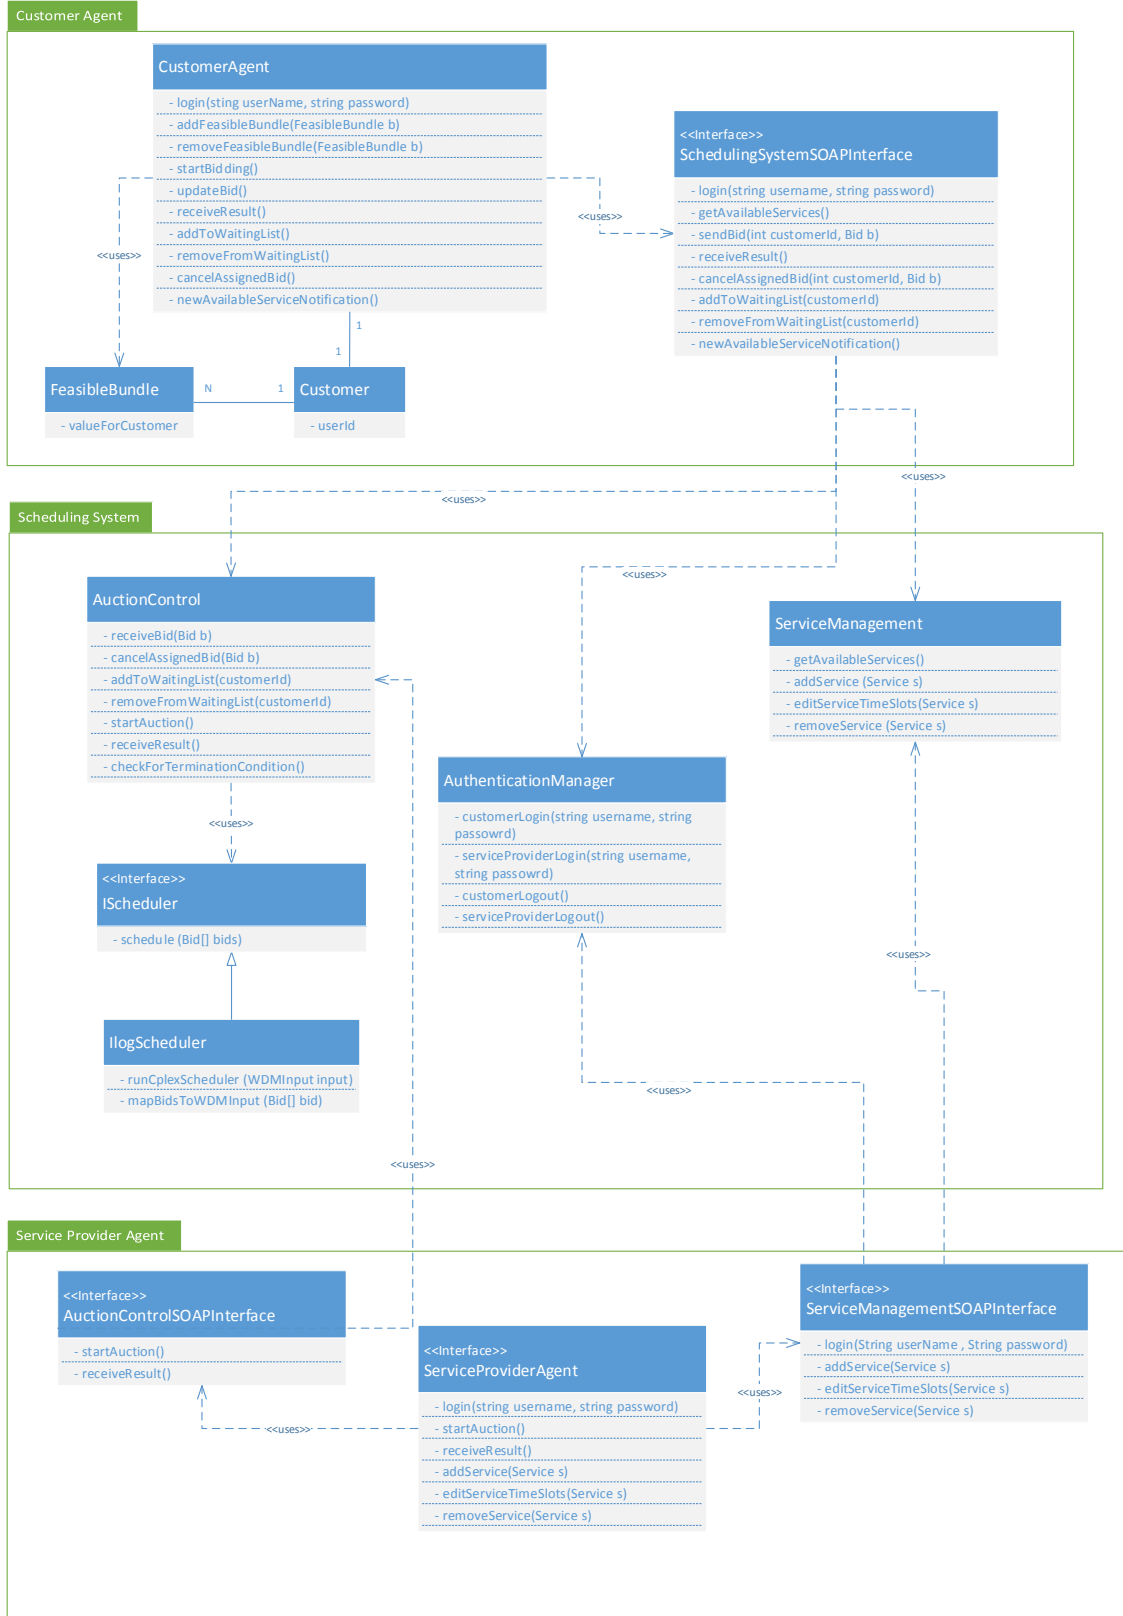 Customer Agent
CustomerAgent
- login(sting userName, string password)
- addFeasibleBundle(FeasibleBundle b)
- removeFeasibleBundle(FeasibleBundle b)
- startBidding()
- updateBid()
- receiveResult()
- addToWaitingList()
- removeFromWaitingList()
- cancelAssignedBid()
- newAvailableServiceNotification()
<<Interface>>
SchedulingSystemSOAPInterface
- login(string username, string password)
- getAvailableServices()
- sendBid(int customerId, Bid b)
- receiveResult()
- cancelAssignedBid(int customerId, Bid b)
- addToWaitingList(customerId)
- removeFromWaitingList(customerId)
- newAvailableServiceNotification()
<<uses>>
<<uses>>
1
1
FeasibleBundle
- valueForCustomer
N
1
Customer
- userId
<<uses>>
<<uses>>
Scheduling System
<<uses>>
AuctionControl
- receiveBid(Bid b)
- cancelAssignedBid(Bid b)
- addToWaitingList(customerId)
- removeFromWaitingList(customerId)
- startAuction()
- receiveResult()
- checkForTerminationCondition()
ServiceManagement
- getAvailableServices()
- addService (Service s)
- editServiceTimeSlots(Service s)
- removeService (Service s)
AuthenticationManager
- customerLogin(string username, string
passowrd)
- serviceProviderLogin(string username,
string passowrd)
- customerLogout()
- serviceProviderLogout()
<<uses>>
<<Interface>>
IScheduler
- schedule (Bid[] bids)
<<uses>>
IlogScheduler
- runCplexScheduler (WDMInput input)
- mapBidsToWDMInput (Bid[] bid)
<<uses>>
<<uses>>
Service Provider Agent
<<Interface>>
AuctionControlSOAPInterface
- startAuction()
- receiveResult()
<<Interface>>
ServiceProviderAgent
- login(string username, string password)
- startAuction()
- receiveResult()
- addService(Service s)
- editServiceTimeSlots(Service s)
- removeService(Service s)
<<Interface>>
ServiceManagementSOAPInterface
- login(String userName , String password)
- addService(Service s)
- editServiceTimeSlots(Service s)
- removeService(Service s)
<<uses>>
<<uses>>